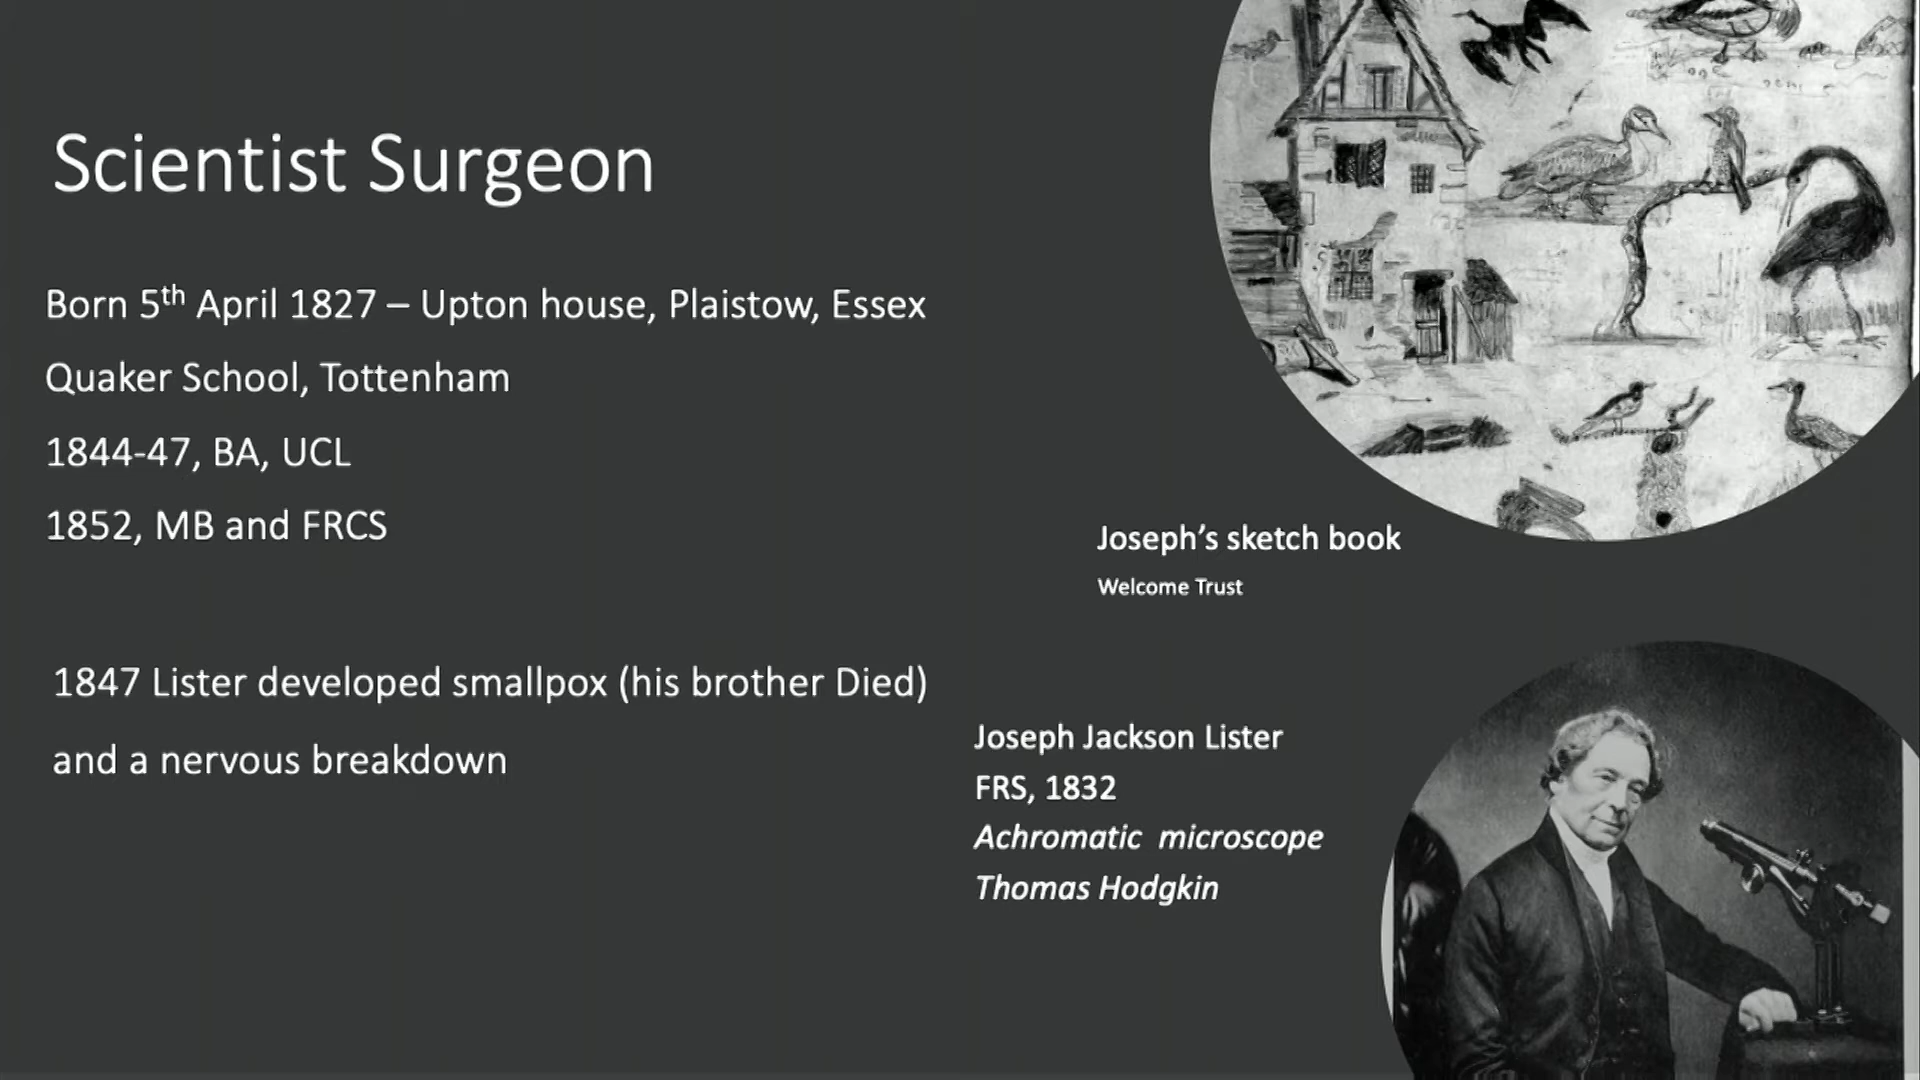 Scientist Surgeon
Born 5th April 1827 – Upton house, Plaistow, Essex
Quaker School, Tottenham
1844-47, BA, UCL
1852, MB and FRCS
1847 Lister developed smallpox (his brother Died)
and a nervous breakdown
Joseph’s sketch book
Welcome Trust
Joseph Jackson Lister
FRS, 1832
Achromatic microscope
Thomas Hodgkin